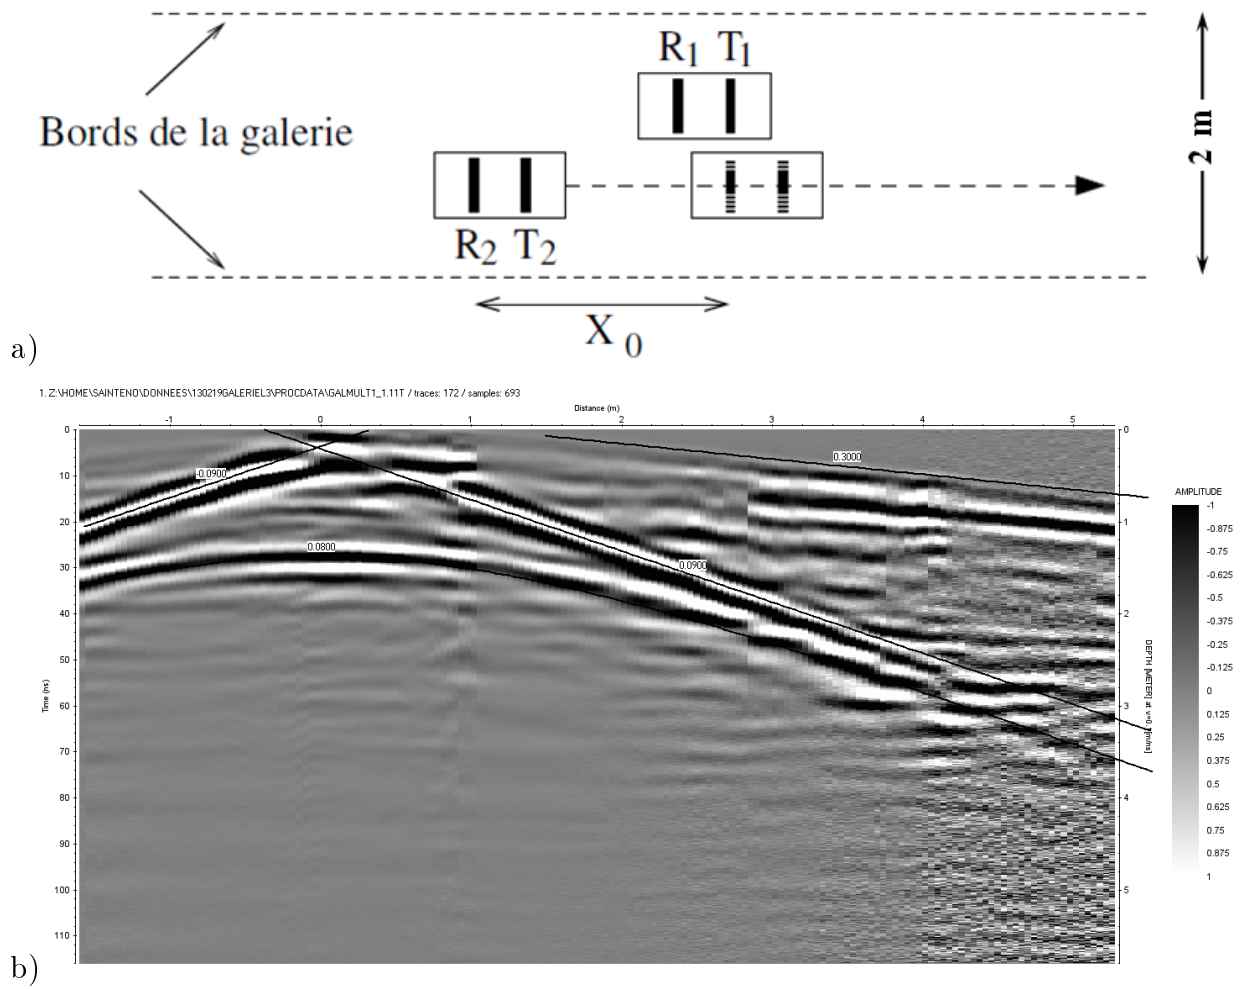 R1 T1
Bords de la galerie
2 m
R2 T2
X 0
a)
1. Z:\HOME\SAINTENO\DONNEES\130219GALERIEL3\PROCDATA\GALMULT1_1.11T / traces: 172 / samples: 693
Distance (m)
-1 0 1 2 3 4 5
0 0
10
20 1
30
40 2
50
60 3
70
80 4
90
100 5
110
Time (ns)
-0.0900
0.0800
0.0900
0.3000
AMPLITUDE
-1
-0.875
-0.75
-0.625
-0.5
-0.375
-0.25
-0.125
0
0.125
0.25
0.375
0.5
0.625
0.75
0.875
1
b)